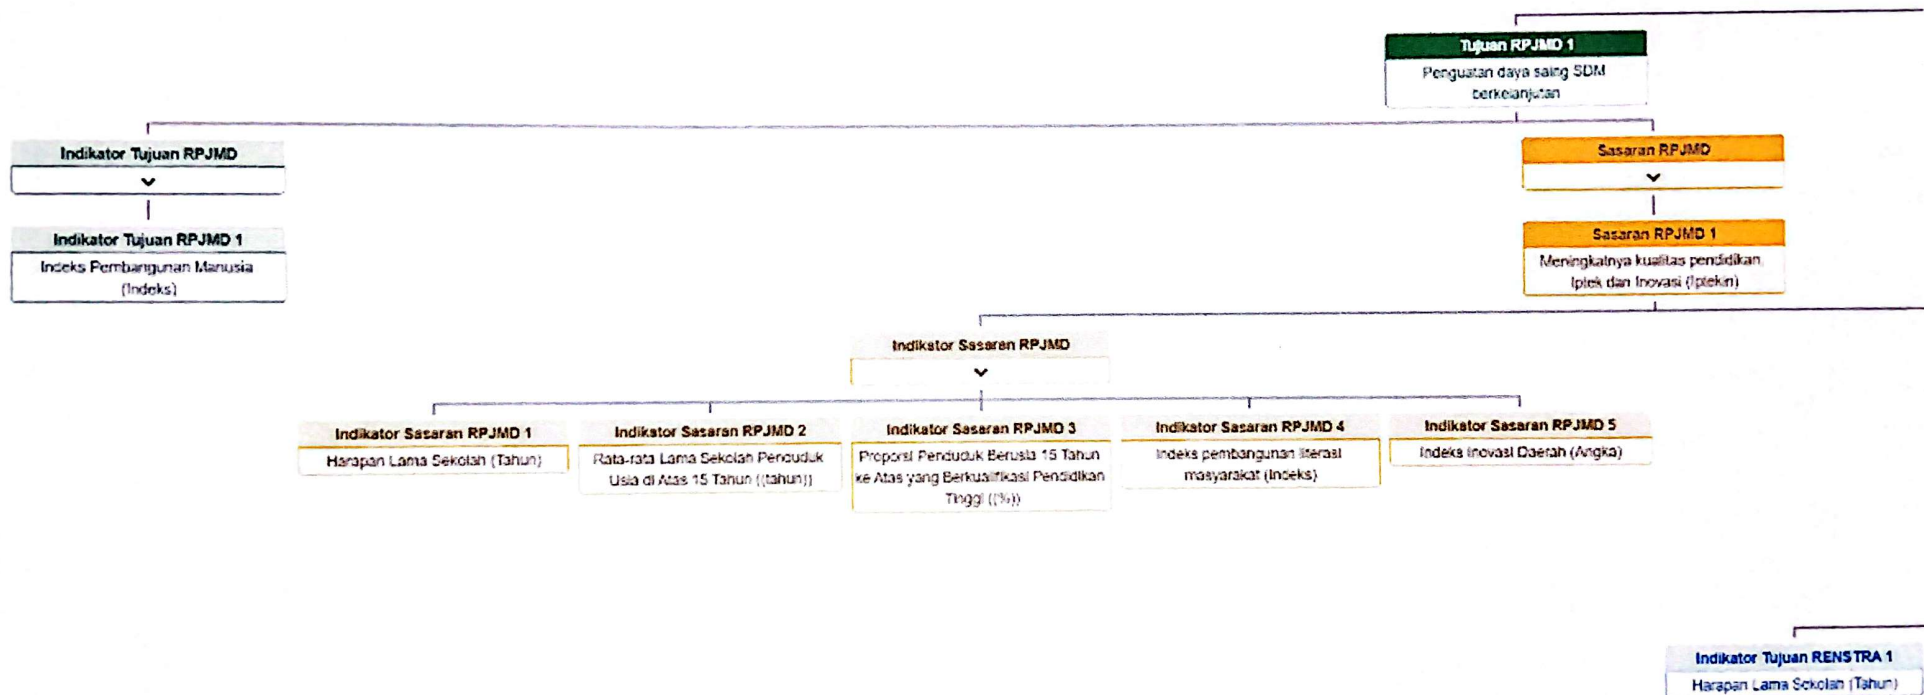 Tujuan RPJMD 1
Penguatan daya saing SDM
berkelanjutan
Indikator Tujuan RPJMD
Sasaran RPJMD
Indikator Tujuan RPJMD 1
Indeks Pembangunan Manusia
(Indeks)
Sasaran RPJMD 1
Meningkatnya kualitas pendidikan,
Iptek dan Inovasi (Iptekin)
Indikator Sasaran RPJMD
Indikator Sasaran RPJMD 1
Harapan Lama Sekolah (Tahun)
Indikator Sasaran RPJMD 2
Rata-rata Lama Sekolah Penduduk
Usia di Atas 15 Tahun ((tahun))
Indikator Sasaran RPJMD 3
Proporsi Penduduk Berusia 15 Tahun
ke Atas yang Berkualifikasi Pendidikan
Tinggi ((%))
Indikator Sasaran RPJMD 4
Indeks pembangunan literasi
masyarakat (Indeks)
Indikator Sasaran RPJMD 5
Indeks Inovasi Daerah (Angka)
Indikator Tujuan RENSTRA 1
Harapan Lama Sekolah (Tahun)